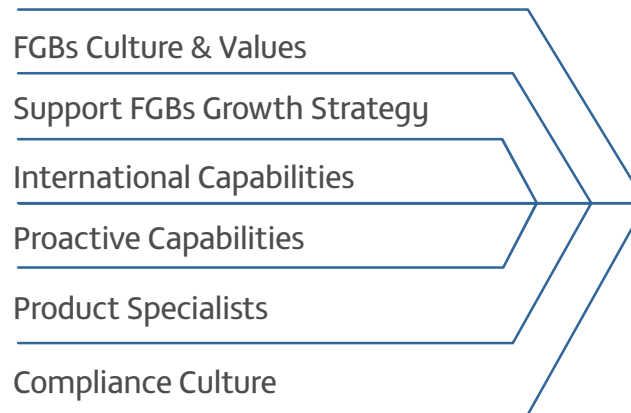 FGBs Culture & Values
Support FGBs Growth Strategy
International Capabilities
Proactive Capabilities
Product Specialists
Compliance Culture